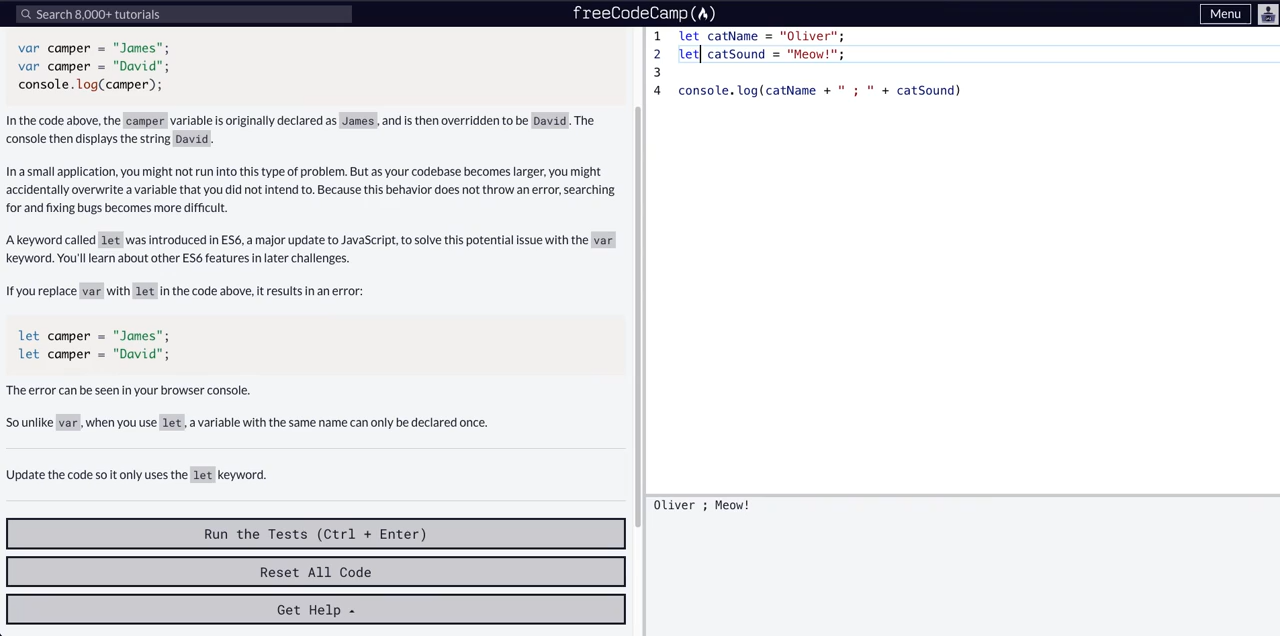 Search 8,000+ tutorials
freeCodeCamp
Menu
var camper = "James";
var camper = "David";
console.log(camper);
In the code above, the camper variable is originally declared as James, and is then overridden to be David. The
console then displays the string David.
In a small application, you might not run into this type of problem. But as your codebase becomes larger, you might
accidentally overwrite a variable that you did not intend to. Because this behavior does not throw an error, searching
for and fixing bugs becomes more difficult.
A keyword called let was introduced in ES6, a major update to JavaScript, to solve this potential issue with the var
keyword. You'll learn about other ES6 features in later challenges.
If you replace var with let in the code above, it results in an error:
let camper = "James";
let camper = "David";
The error can be seen in your browser console.
So unlike var, when you use let, a variable with the same name can only be declared once.
Update the code so it only uses the let keyword.
Run the Tests (Ctrl + Enter)
Reset All Code
Get Help
1 let catName = "Oliver";
2 let catSound = "Meow!";
3
4 console.log(catName + " ; " + catSound)
Oliver ; Meow!